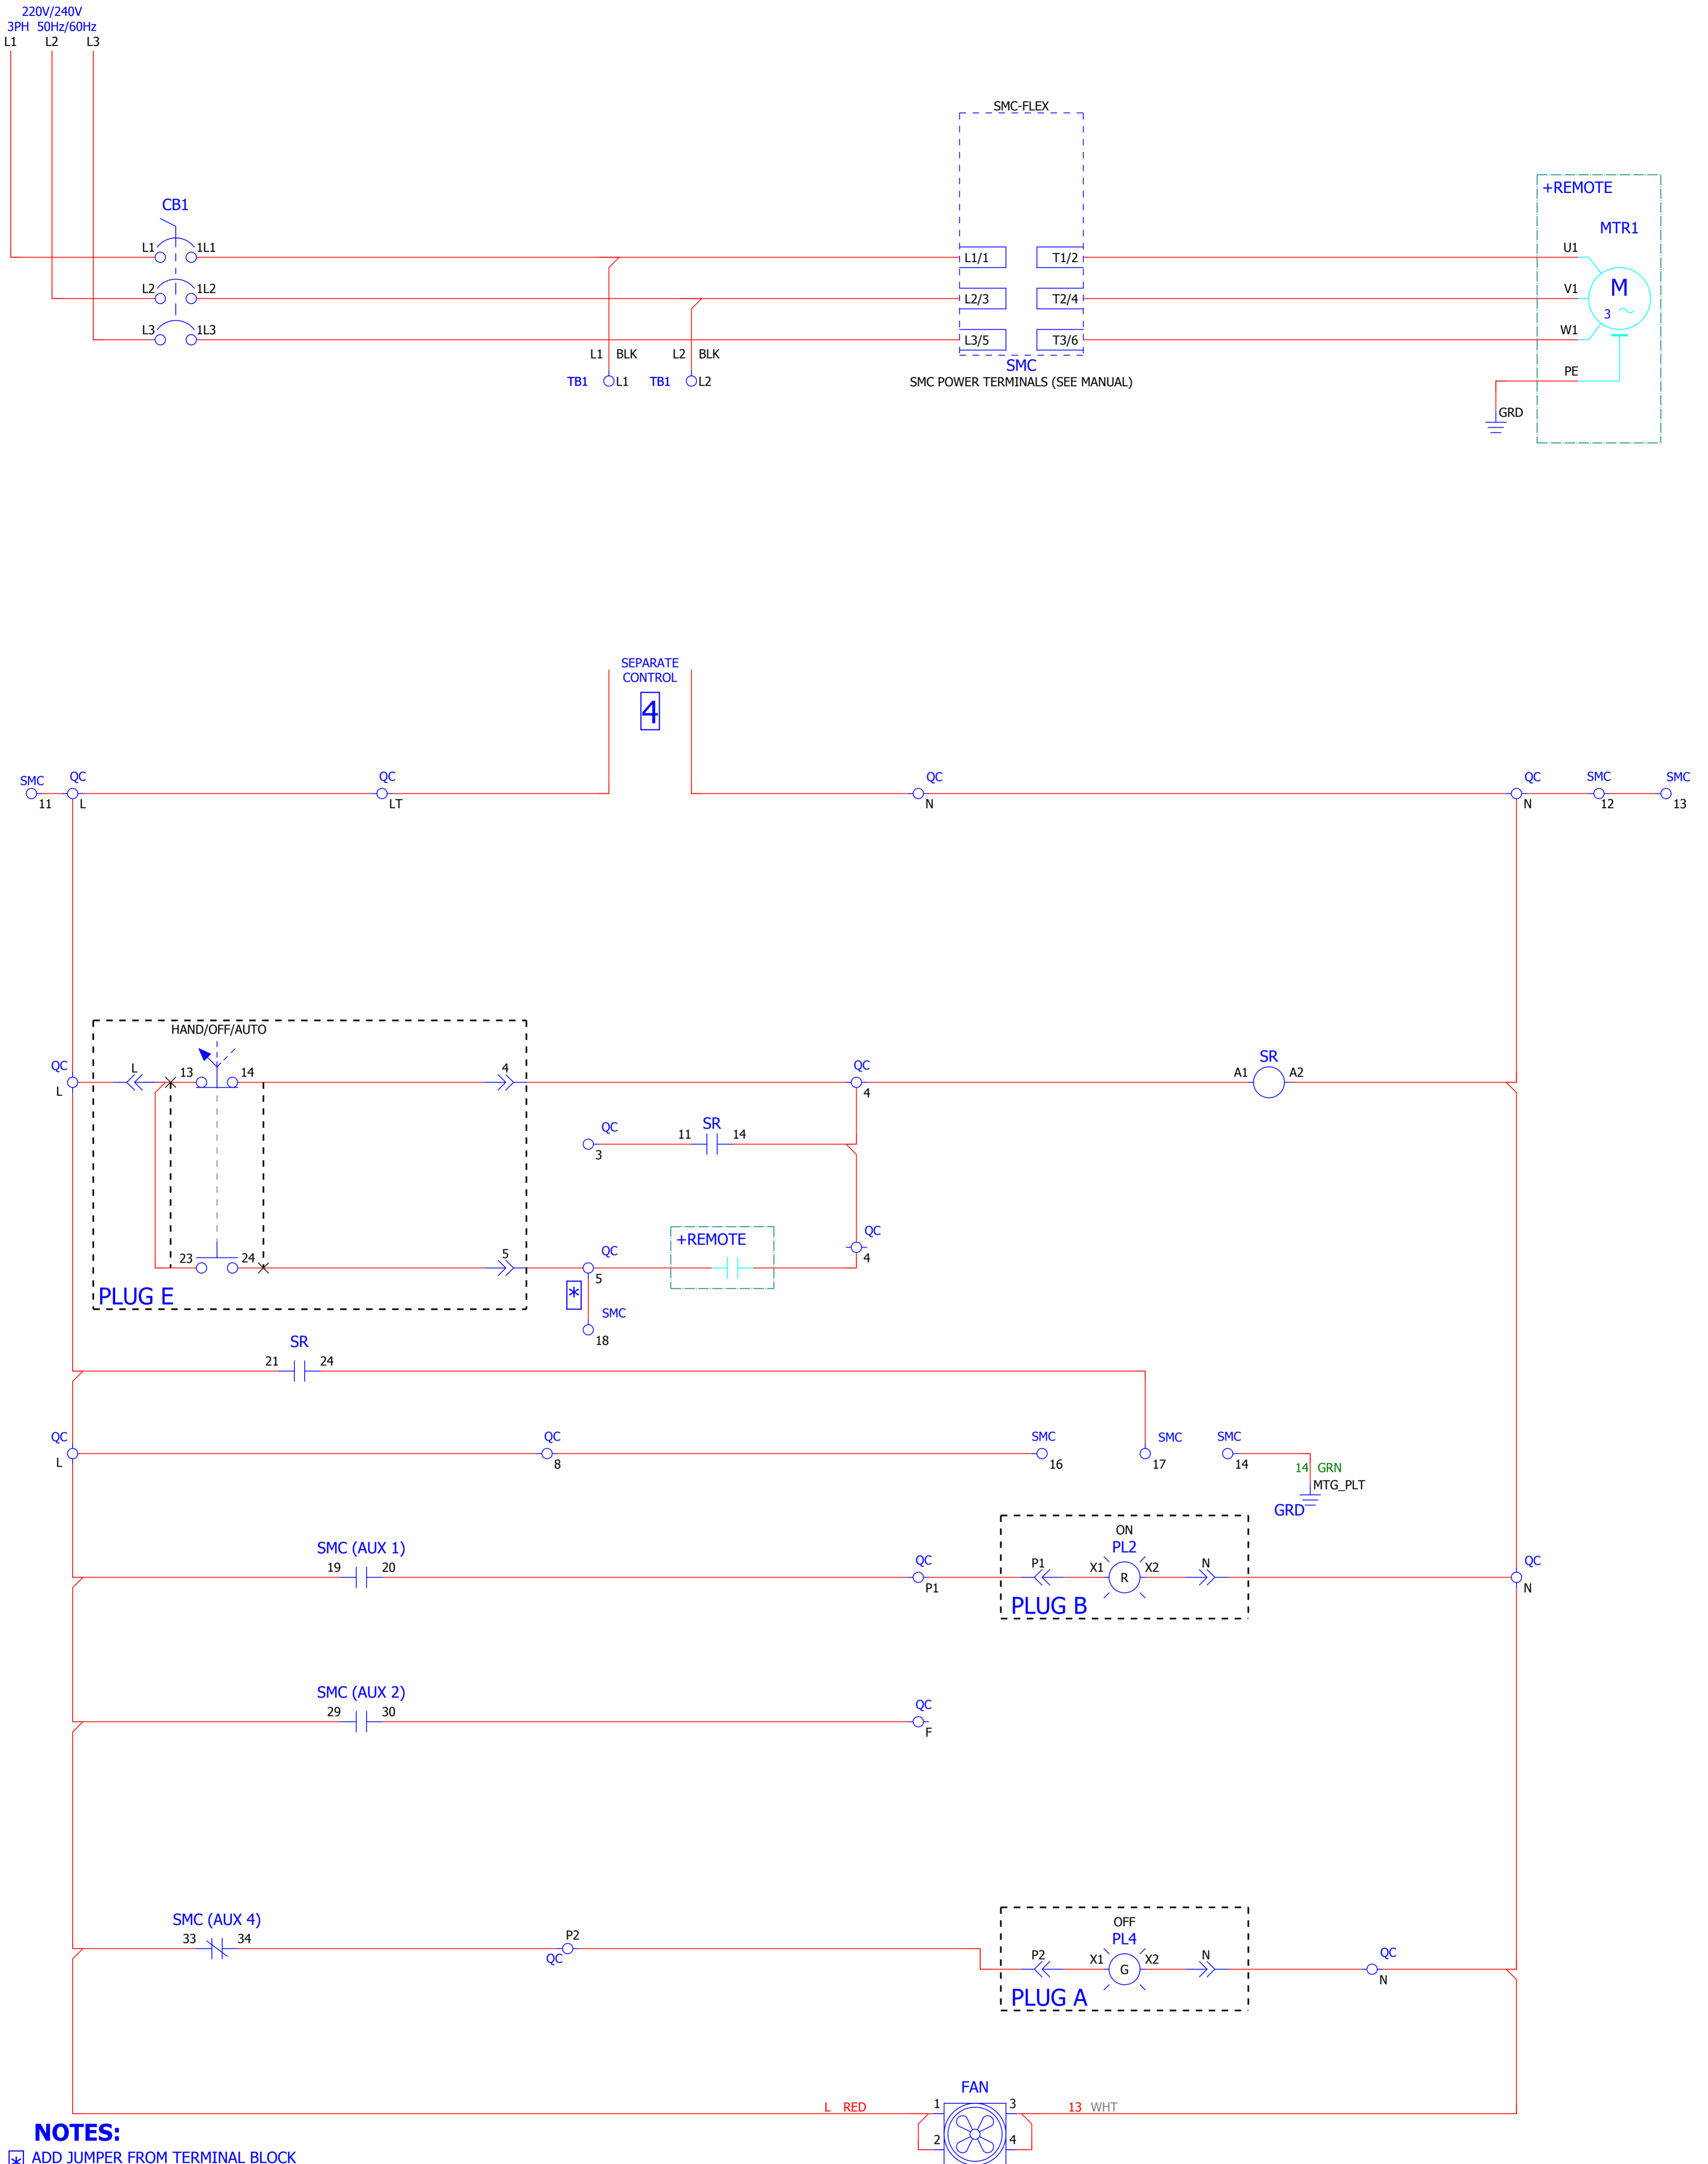 220V/240V
3PH 50Hz/60Hz
L1 L2 L3
SMC-FLEX
+REMOTE
MTR1
CB1
L1 1L1
L1/1 T1/2
U1
L2 1L2
L2/3 T2/4
V1
M
3 ~
L3 1L3
L3/5 T3/6
W1
L1 BLK L2 BLK
TB1 L1 TB1 L2
SMC
SMC POWER TERMINALS (SEE MANUAL)
PE
GRD
SEPARATE
CONTROL
4
SMC QC QC QC QC SMC SMC
11 L LT N N 12 13
HAND/OFF/AUTO
QC L 13 14 4 QC SR
L 4 A1 A2
QC SR
3 11 14
QC
4
+REMOTE
23 24 5 QC
5
PLUG E
*
SMC
18
SR
21 24
QC QC SMC SMC SMC
L 8 16 17 14
14 GRN
MTG_PLT
GRD
ON
SMC (AUX 1) PL2
19 20 QC P1 X1 R X2 N QC
P1 N
PLUG B
SMC (AUX 2)
29 30 QC
F
OFF
SMC (AUX 4) PL4
33 34 P2
QC
P2 X1 G X2 N QC
N
PLUG A
FAN
L RED 1 3 13 WHT
2 4
NOTES:
* ADD JUMPER FROM TERMINAL BLOCK